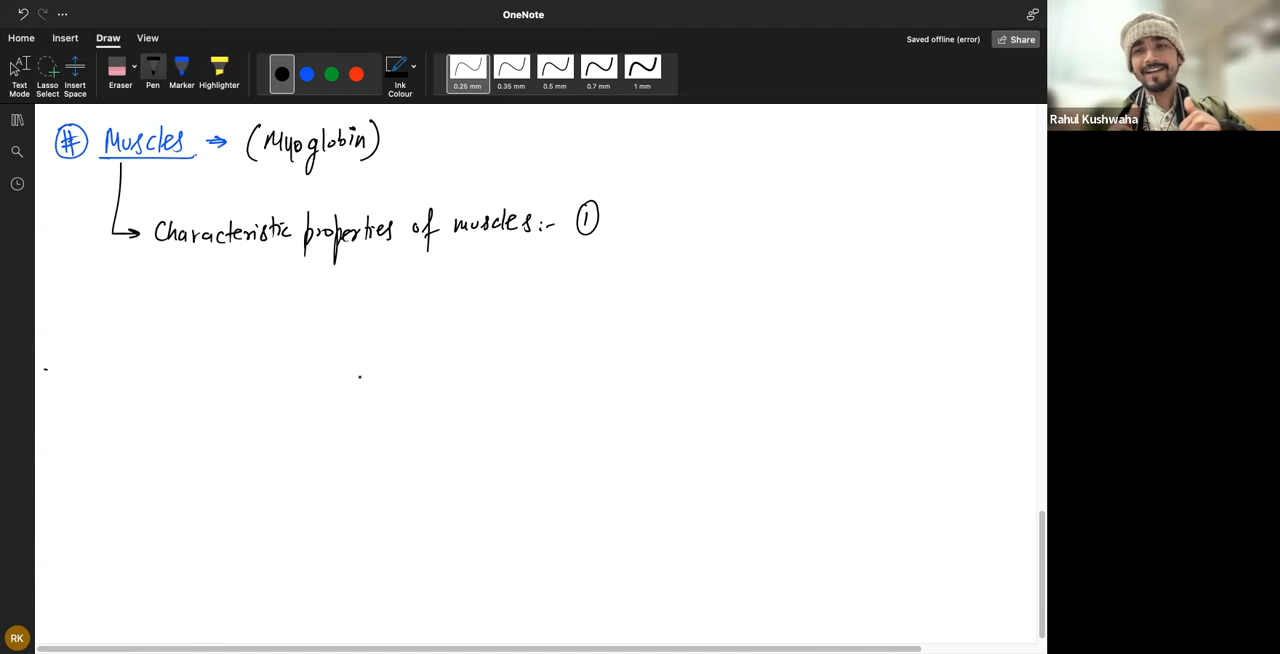 OneNote
Home Insert Draw View
Saved offline (error)
Share
Text Mode
Lasso Select
Insert Space
Eraser
Pen
Marker
Highlighter
Ink Colour
0.25 mm
0.35 mm
0.5 mm
0.7 mm
1 mm
Rahul Kushwaha
# Muscles → (Myoglobin)
→ Characteristic properties of muscles:- ①
RK